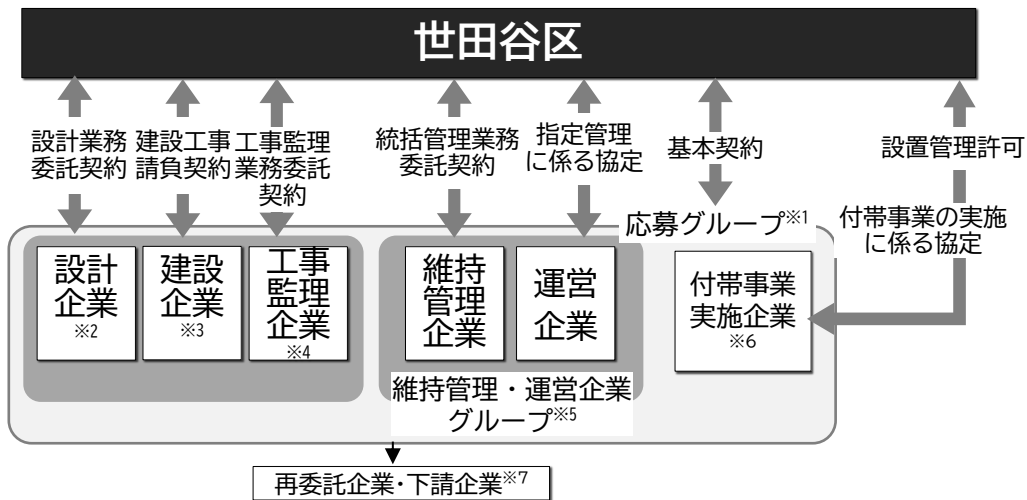 世田谷区
設計業務
委託契約
建設工事
請負契約
工事監理
業務委託
契約
統括管理業務
委託契約
指定管理
に係る協定
基本契約
設置管理許可
付帯事業の実施
に係る協定
応募グループ※1
設計
企業
※2
建設
企業
※3
工事
監理
企業
※4
維持
管理
企業
運営
企業
付帯事業
実施企業
※6
維持管理・運営企業
グループ※5
再委託企業・下請企業※7